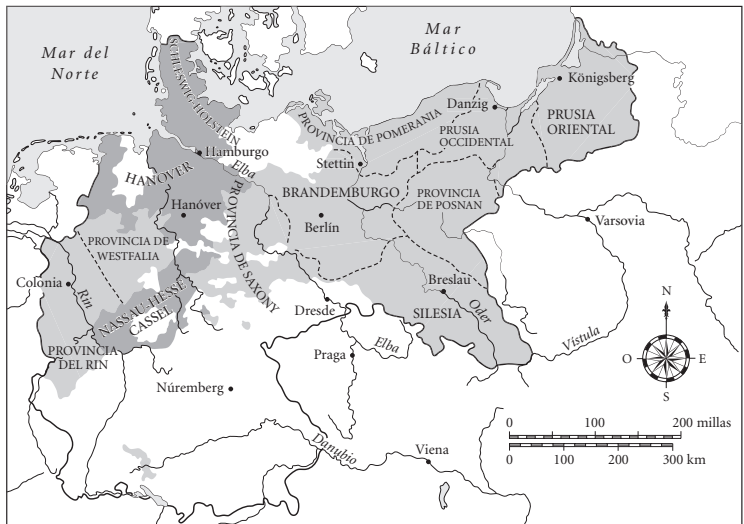 Mar del
Norte
Mar
Báltico
SCHLESWIG-HOLSTEIN
Königsberg
Danzig
PROVINCIA DE POMERANIA
PRUSIA
ORIENTAL
PRUSIA
OCCIDENTAL
Hamburgo
Stettin
Elba
HANOVER
BRANDEMBURGO
PROVINCIA
DE POSNAN
Hanóver
PROVINCIA DE SAXONY
Berlín
Varsovia
PROVINCIA DE
WESTFALIA
Colonia
Rin
NASSAU-HESSE
CASSEL
Breslau
Oder
Dresde
SILESIA
N
O
E
S
Vístula
PROVINCIA
DEL RIN
Praga
Elba
Núremberg
Danubio
Viena
0 100 200 millas
0 100 200 300 km